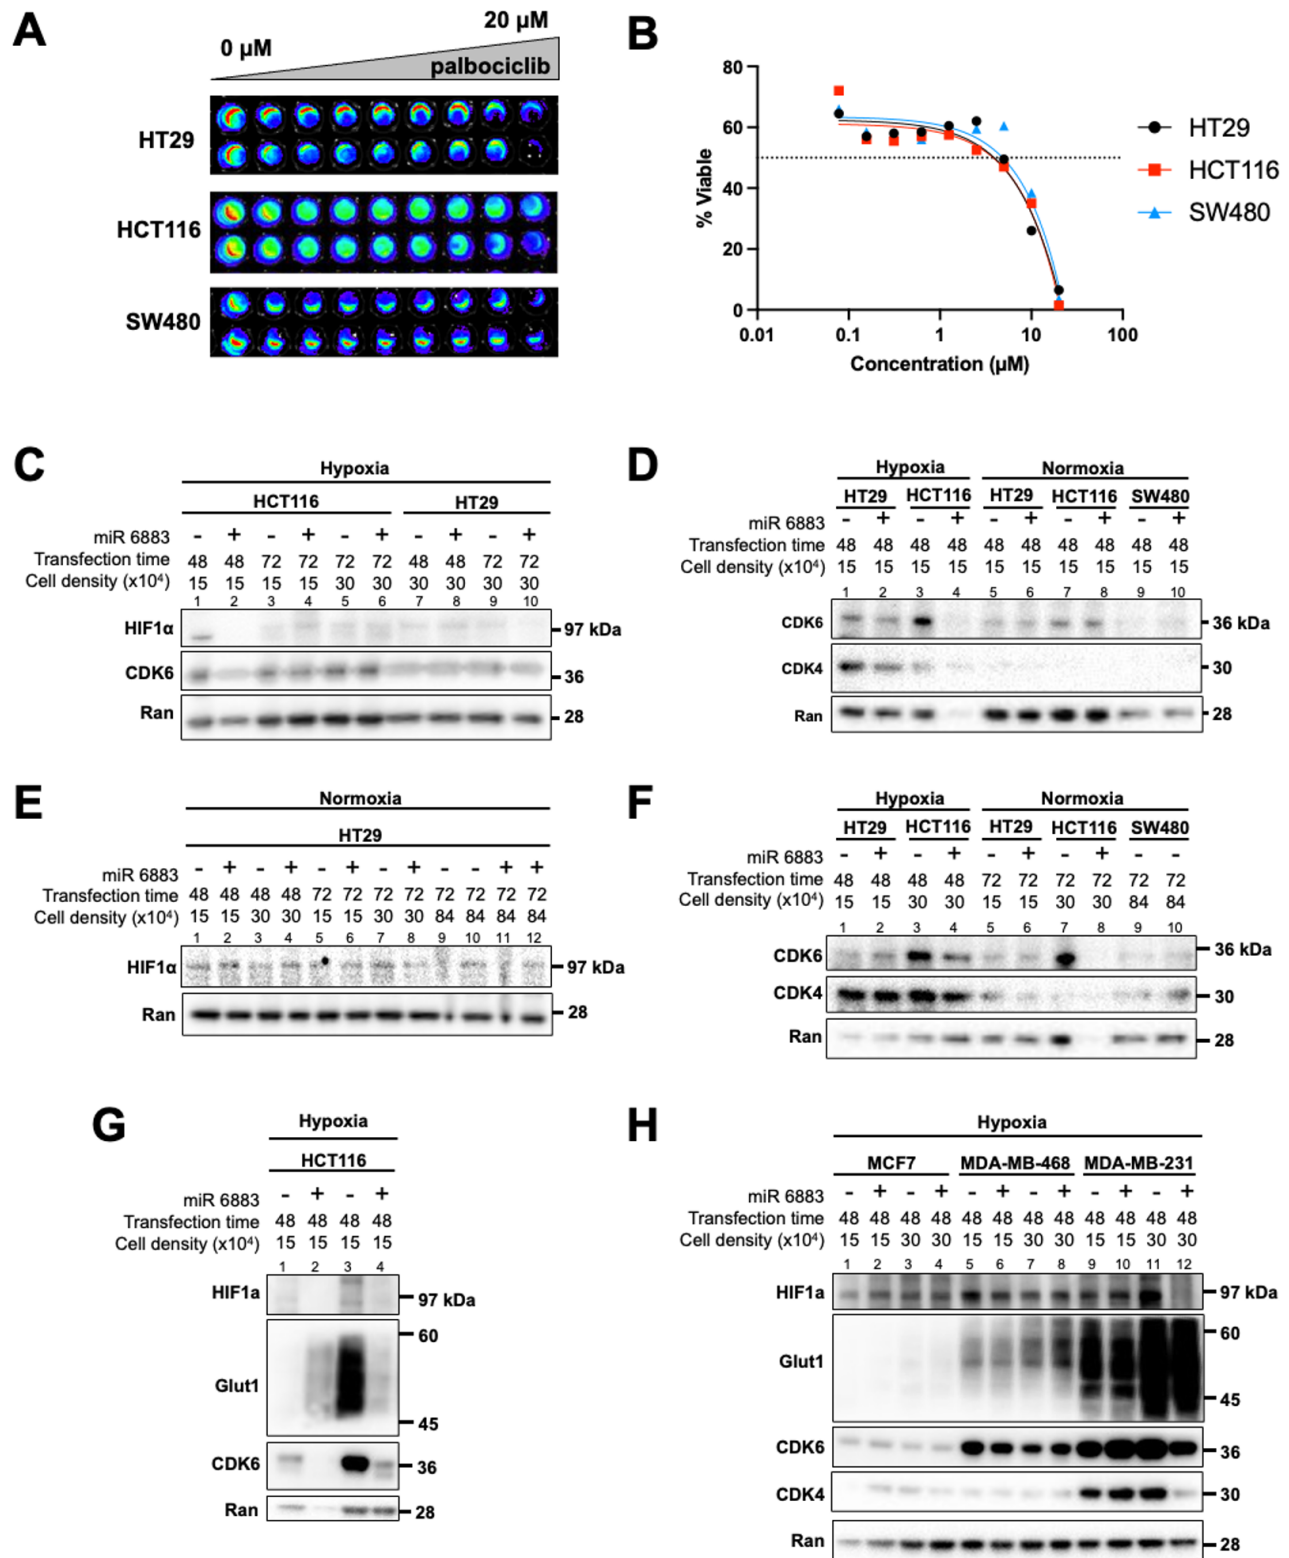 A
0 µM
20 µM
palbociclib
HT29
HCT116
SW480
B
80
60
40
20
0
% Viable
0.01 0.1 1 10 100
Concentration (µM)
HT29
HCT116
SW480
C
Hypoxia
HCT116 HT29
miR 6883 - + - + - + - + - +
Transfection time 48 48 72 72 72 72 48 48 72 72
Cell density (x10⁴) 15 15 15 15 30 30 30 30 30 30
1 2 3 4 5 6 7 8 9 10
HIF1α 97 kDa
CDK6 36
Ran 28
D
Hypoxia Normoxia
HT29 HCT116 HT29 HCT116 SW480
miR 6883 - + - + - + - + - +
Transfection time 48 48 48 48 48 48 48 48 48 48
Cell density (x10⁴) 15 15 15 15 15 15 15 15 15 15
1 2 3 4 5 6 7 8 9 10
CDK6 36 kDa
CDK4 30
Ran 28
E
Normoxia
HT29
miR 6883 - + - + - + - + - - + +
Transfection time 48 48 48 48 72 72 72 72 72 72 72 72
Cell density (x10⁴) 15 15 30 30 15 15 30 30 84 84 84 84
1 2 3 4 5 6 7 8 9 10 11 12
HIF1α 97 kDa
Ran 28
F
Hypoxia Normoxia
HT29 HCT116 HT29 HCT116 SW480
miR 6883 - + - + - + - + - -
Transfection time 48 48 48 48 72 72 72 72 72 72
Cell density (x10⁴) 15 15 30 30 15 15 30 30 84 84
1 2 3 4 5 6 7 8 9 10
CDK6 36 kDa
CDK4 30
Ran 28
G
Hypoxia
HCT116
miR 6883 - + - +
Transfection time 48 48 48 48
Cell density (x10⁴) 15 15 15 15
1 2 3 4
HIF1a 97 kDa
60
Glut1
45
CDK6 36
Ran 28
H
Hypoxia
MCF7 MDA-MB-468 MDA-MB-231
miR 6883 - + - + - + - + - + - +
Transfection time 48 48 48 48 48 48 48 48 48 48 48 48
Cell density (x10⁴) 15 15 30 30 15 15 30 30 15 15 30 30
1 2 3 4 5 6 7 8 9 10 11 12
HIF1a 97 kDa
60
Glut1
45
CDK6 36
CDK4 30
Ran 28